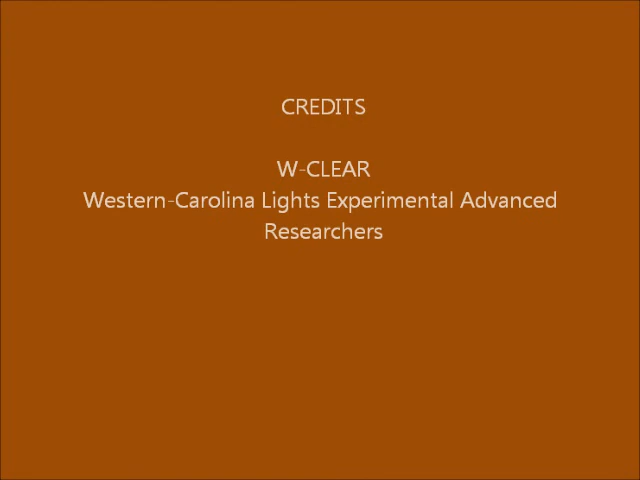 CREDITS
W-CLEAR
Western-Carolina Lights Experimental Advanced
Researchers